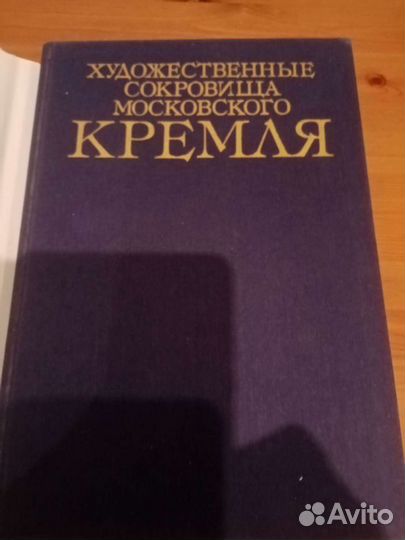 ХУДОЖЕСТВЕННЫЕ
СОКРОВИЩА
МОСКОВСКОГО
КРЕМЛЯ
Avito